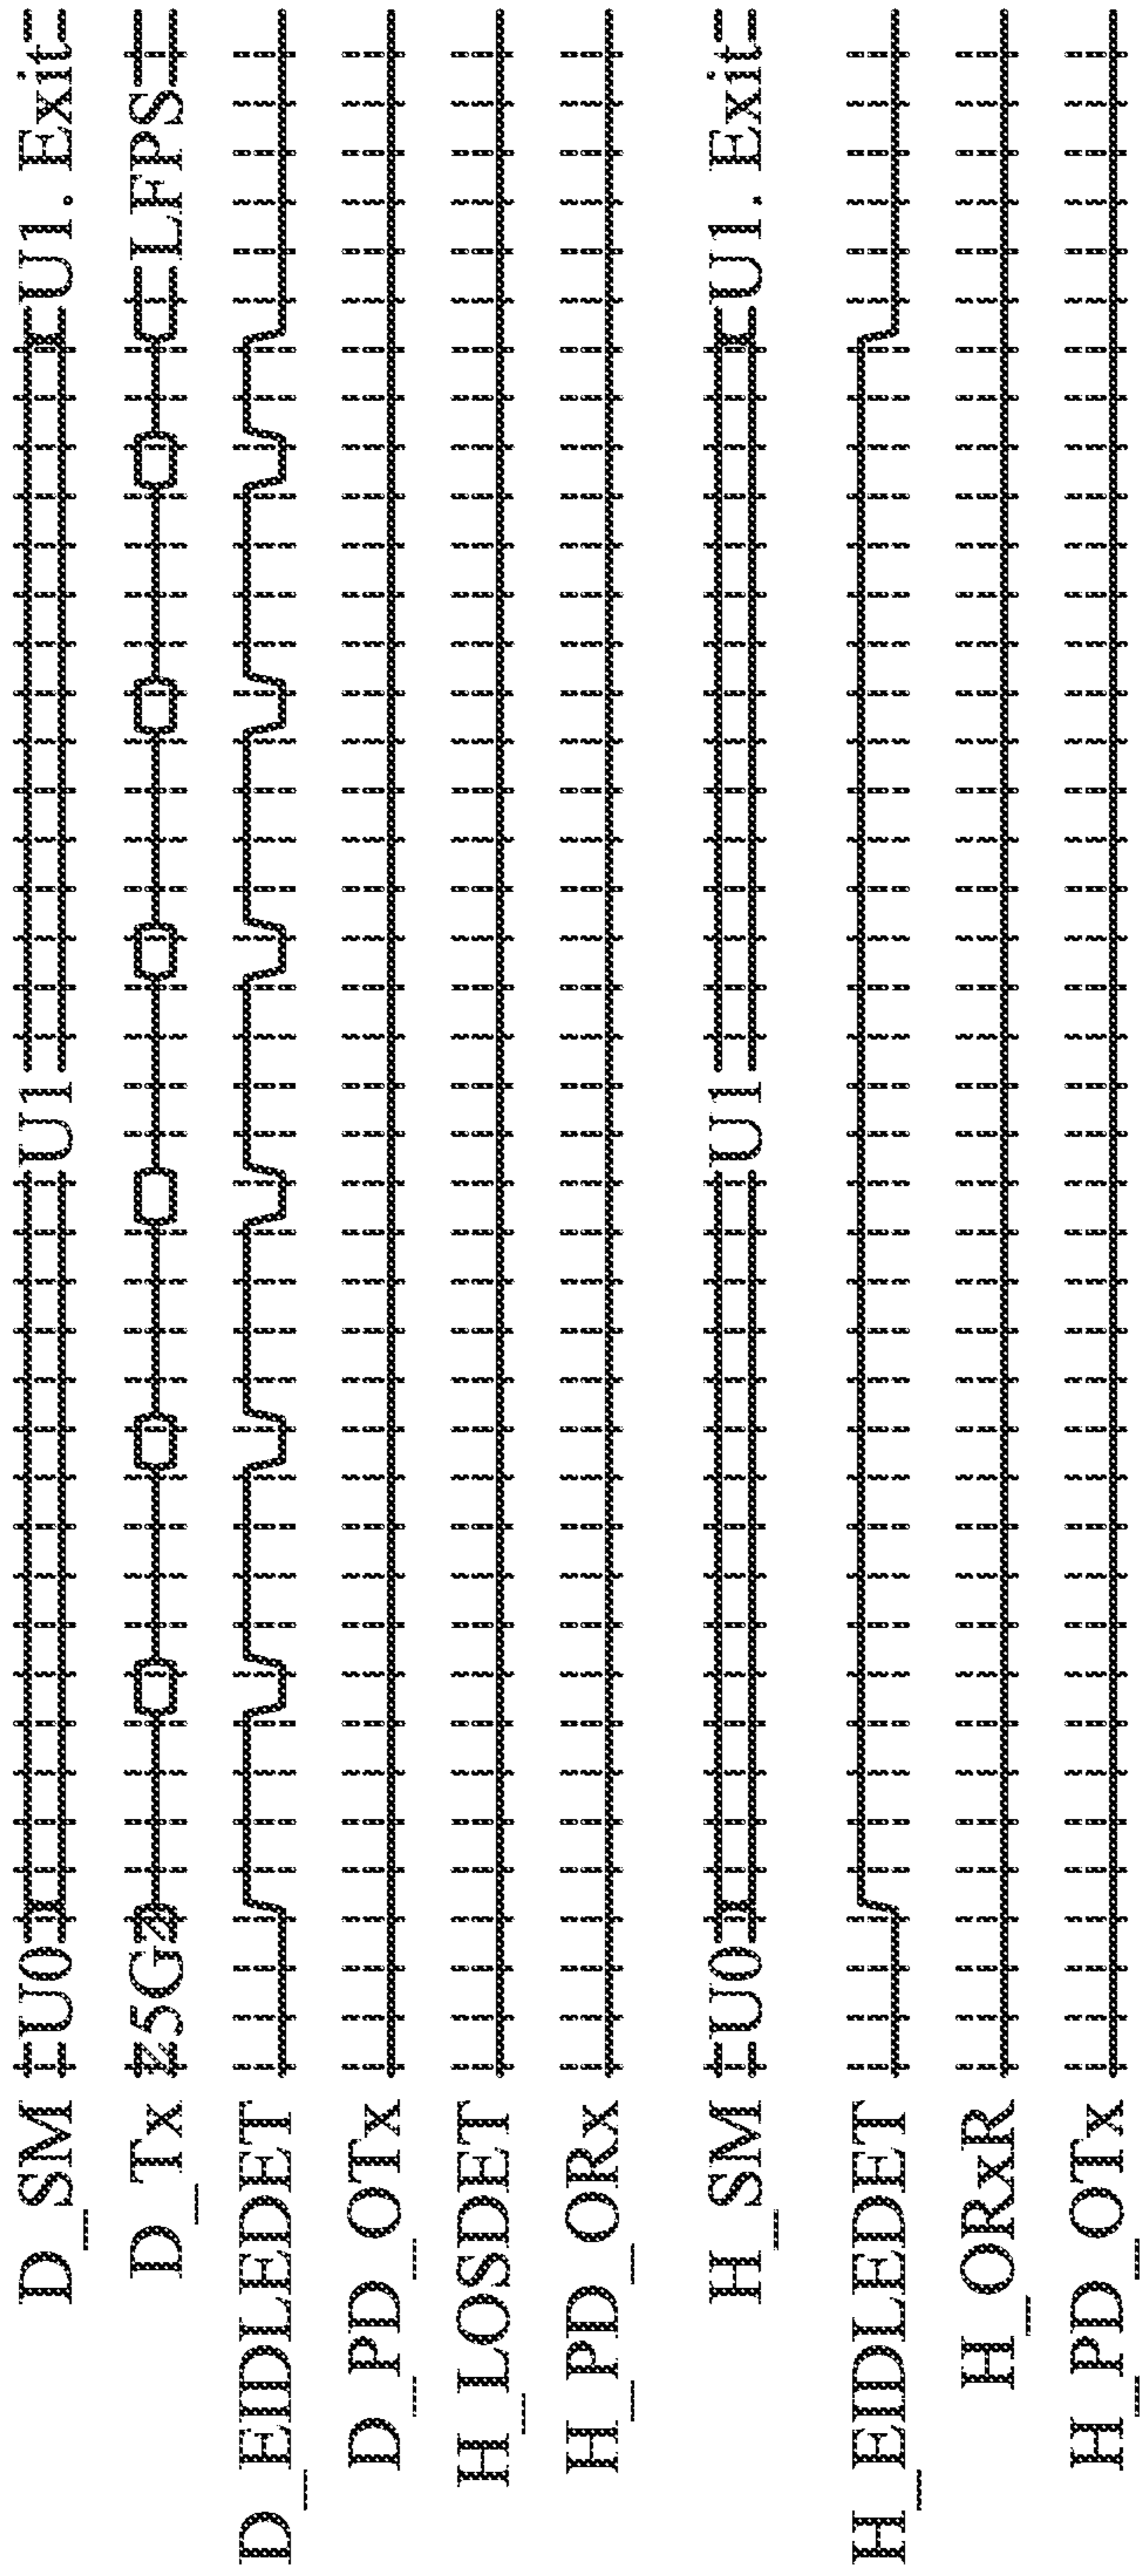 D_SM U0 U1 U1. Exit
D_Tx 5G LFPS
D_EIDLEDET
D_PD_OTx
H_LOSDET
H_PD_ORx
H_SM U0 U1 U1. Exit
H_EIDLEDET
H_ORxR
H_PD_OTx